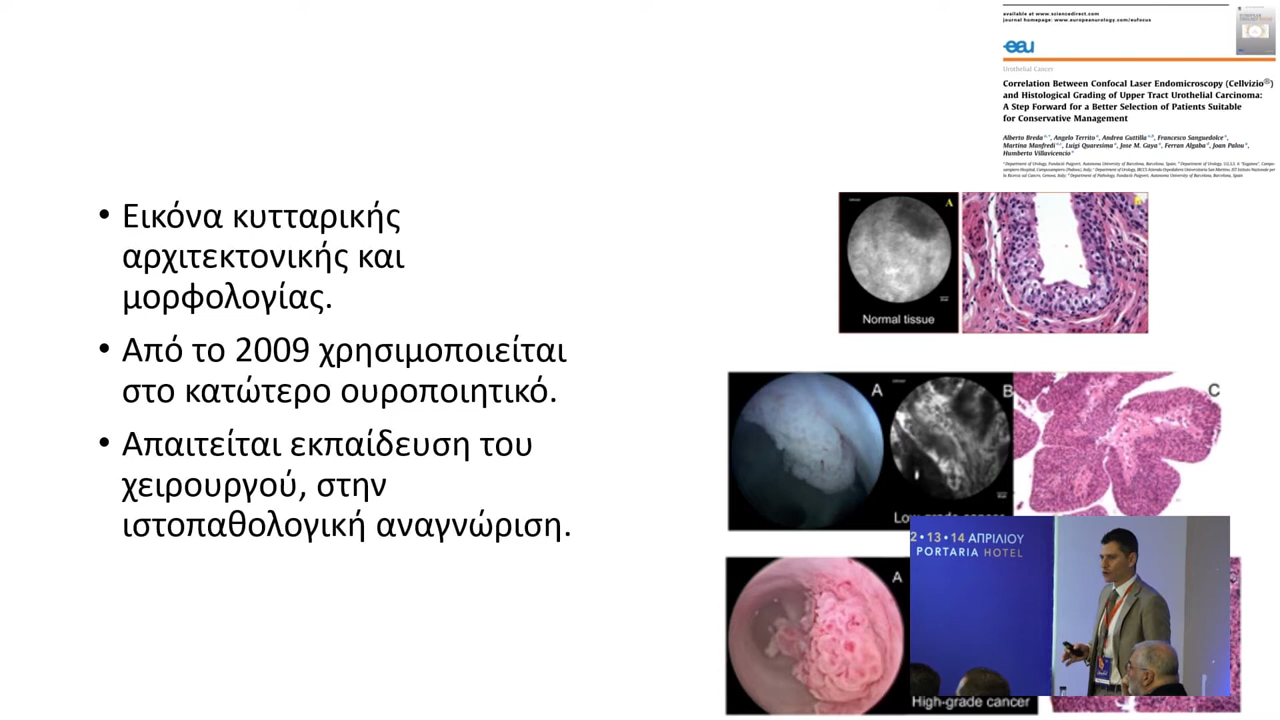 available at www.sciencedirect.com
journal homepage: www.europeanurology.com/eufocus
eau
Urothelial Cancer
Correlation Between Confocal Laser Endomicroscopy (Cellvizio®)
and Histological Grading of Upper Tract Urothelial Carcinoma:
A Step Forward for a Better Selection of Patients Suitable
for Conservative Management
Alberto Breda, Angelo Territo, Andrea Guttilla, Francesco Sanguedolce,
Martina Manfredi, Luigi Quaresima, Jose M. Gaya, Ferran Algaba, Joan Palou,
Humberto Villavicencio
• Εικόνα κυτταρικής
αρχιτεκτονικής και
μορφολογίας.
• Από το 2009 χρησιμοποιείται
στο κατώτερο ουροποιητικό.
• Απαιτείται εκπαίδευση του
χειρουργού, στην
ιστοπαθολογική αναγνώριση.
A
B
Normal tissue
A
B
C
Low-grade cancer
2•13•14 ΑΠΡΙΛΙΟΥ
PORTARIA HOTEL
A
High-grade cancer